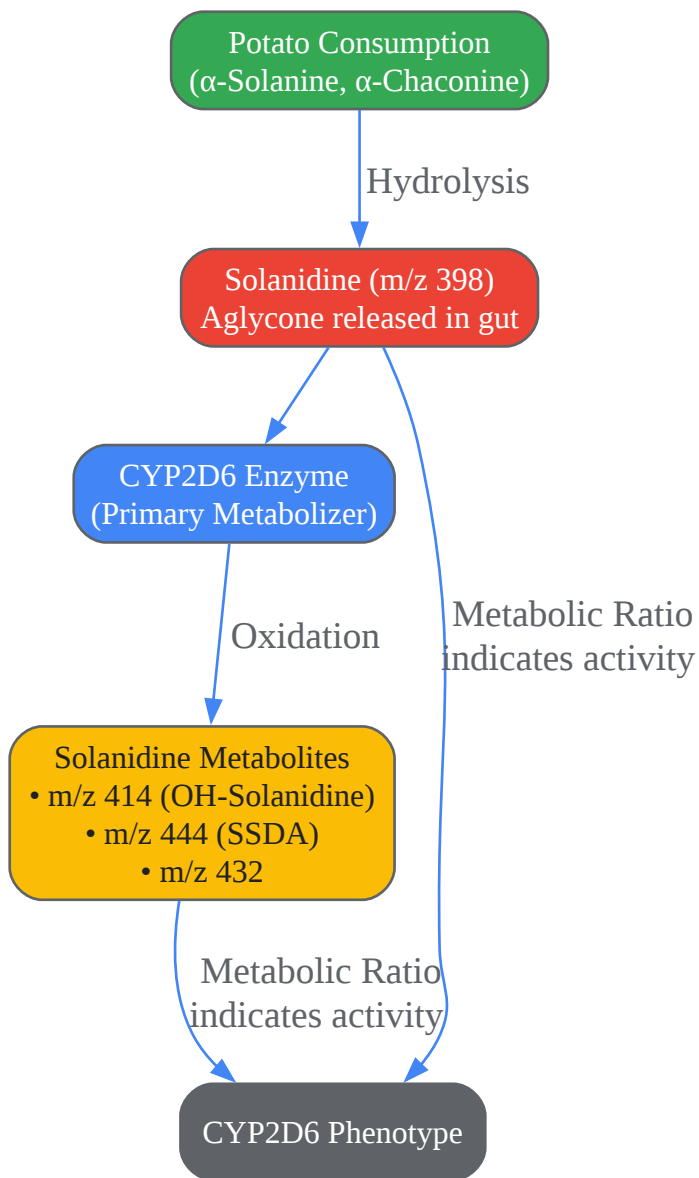 Potato Consumption
(α-Solanine, α-Chaconine)
Hydrolysis
Solanidine (m/z 398)
Aglycone released in gut
CYP2D6 Enzyme
(Primary Metabolizer)
Oxidation
Metabolic Ratio
indicates activity
Solanidine Metabolites
• m/z 414 (OH-Solanidine)
• m/z 444 (SSDA)
• m/z 432
Metabolic Ratio
indicates activity
CYP2D6 Phenotype